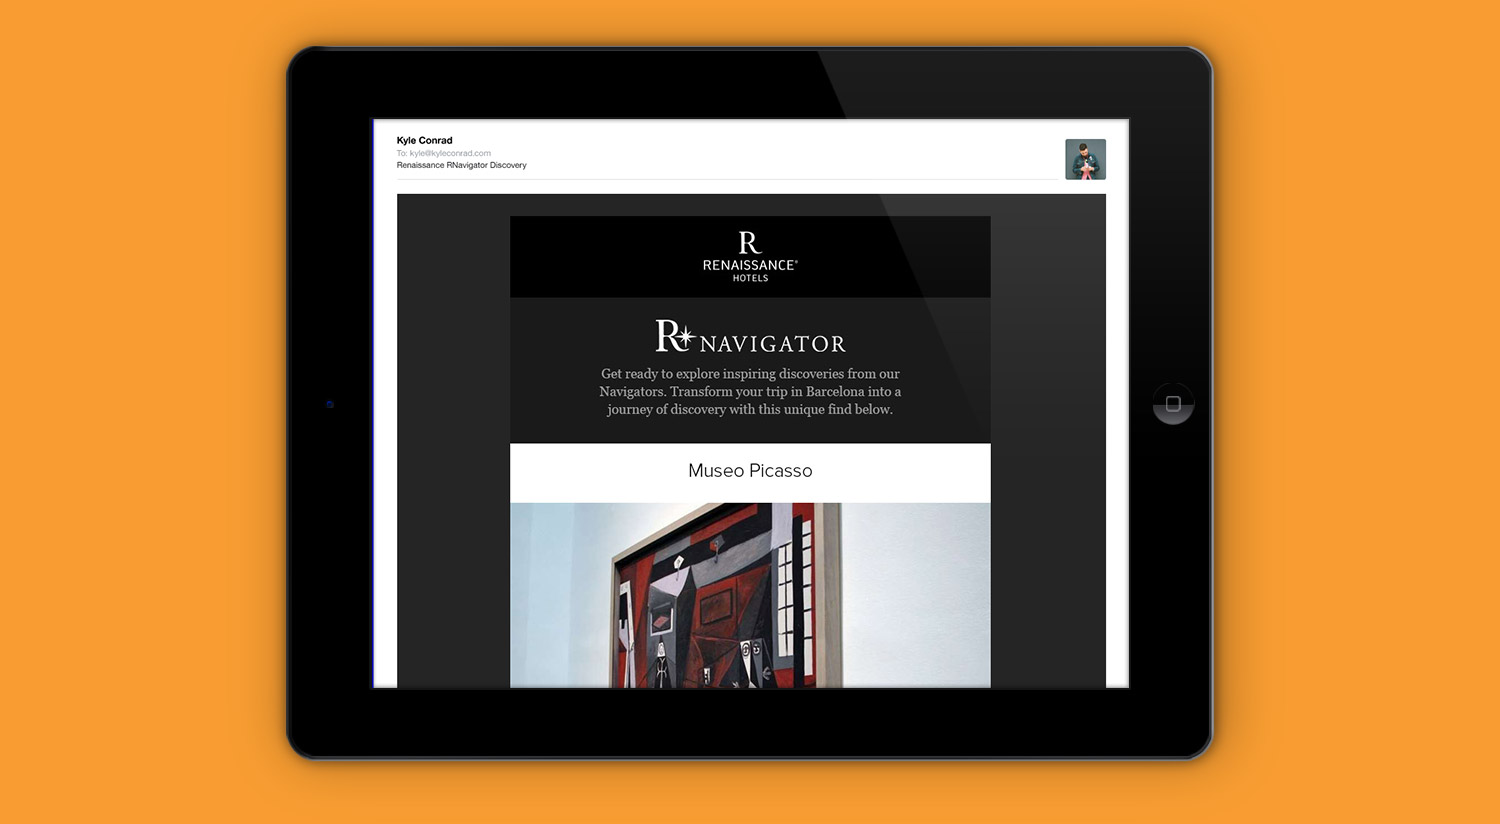 Kyle Conrad
To: kyle@kyleconrad.com
Renaissance RNavigator Discovery
R
RENAISSANCE®
HOTELS
R NAVIGATOR
Get ready to explore inspiring discoveries from our
Navigators. Transform your trip in Barcelona into a
journey of discovery with this unique find below.
Museo Picasso